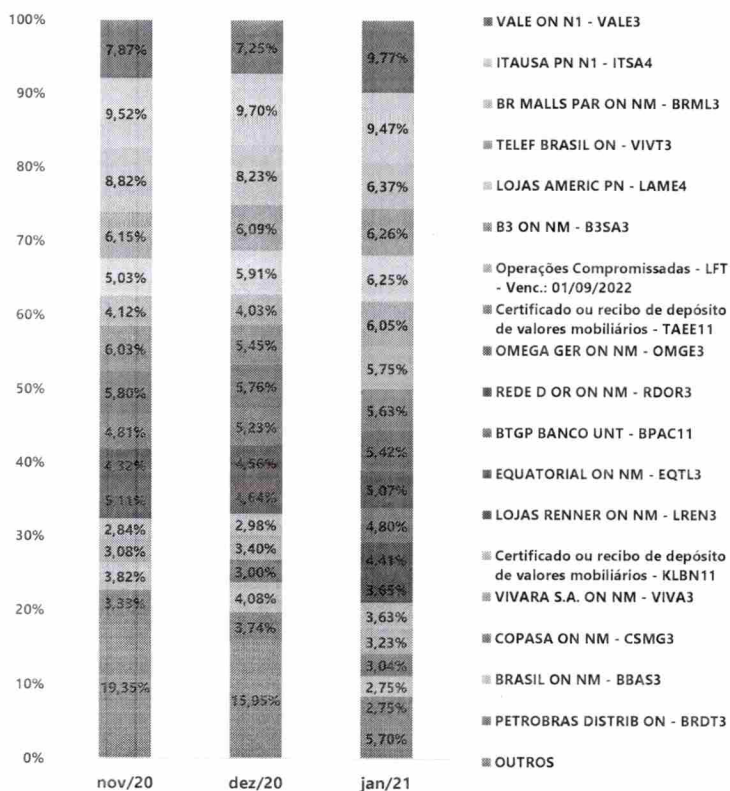 100%
90%
80%
70%
60%
50%
40%
30%
20%
10%
0%
7,87%
9,52%
8,82%
6,15%
5,03%
4,12%
6,03%
5,80%
4,81%
4,32%
5,11%
2,84%
3,08%
3,82%
3,33%
19,35%
nov/20
7,25%
9,70%
8,23%
6,09%
5,91%
4,03%
5,45%
5,76%
5,23%
4,56%
4,64%
2,98%
3,40%
3,00%
4,08%
3,74%
15,95%
dez/20
9,77%
9,47%
6,37%
6,26%
6,25%
6,05%
5,75%
5,63%
5,42%
5,07%
4,80%
4,41%
3,65%
3,63%
3,23%
3,04%
2,75%
2,75%
5,70%
jan/21
VALE ON N1 - VALE3
ITAUSA PN N1 - ITSA4
BR MALLS PAR ON NM - BRML3
TELEF BRASIL ON - VIVT3
LOJAS AMERIC PN - LAME4
B3 ON NM - B3SA3
Operações Compromissadas - LFT
- Venc.: 01/09/2022
Certificado ou recibo de depósito
de valores mobiliários - TAEE11
OMEGA GER ON NM - OMGE3
REDE D OR ON NM - RDOR3
BTGP BANCO UNT - BPAC11
EQUATORIAL ON NM - EQTL3
LOJAS RENNER ON NM - LREN3
Certificado ou recibo de depósito
de valores mobiliários - KLBN11
VIVARA S.A. ON NM - VIVA3
COPASA ON NM - CSMG3
BRASIL ON NM - BBAS3
PETROBRAS DISTRIB ON - BRDT3
OUTROS